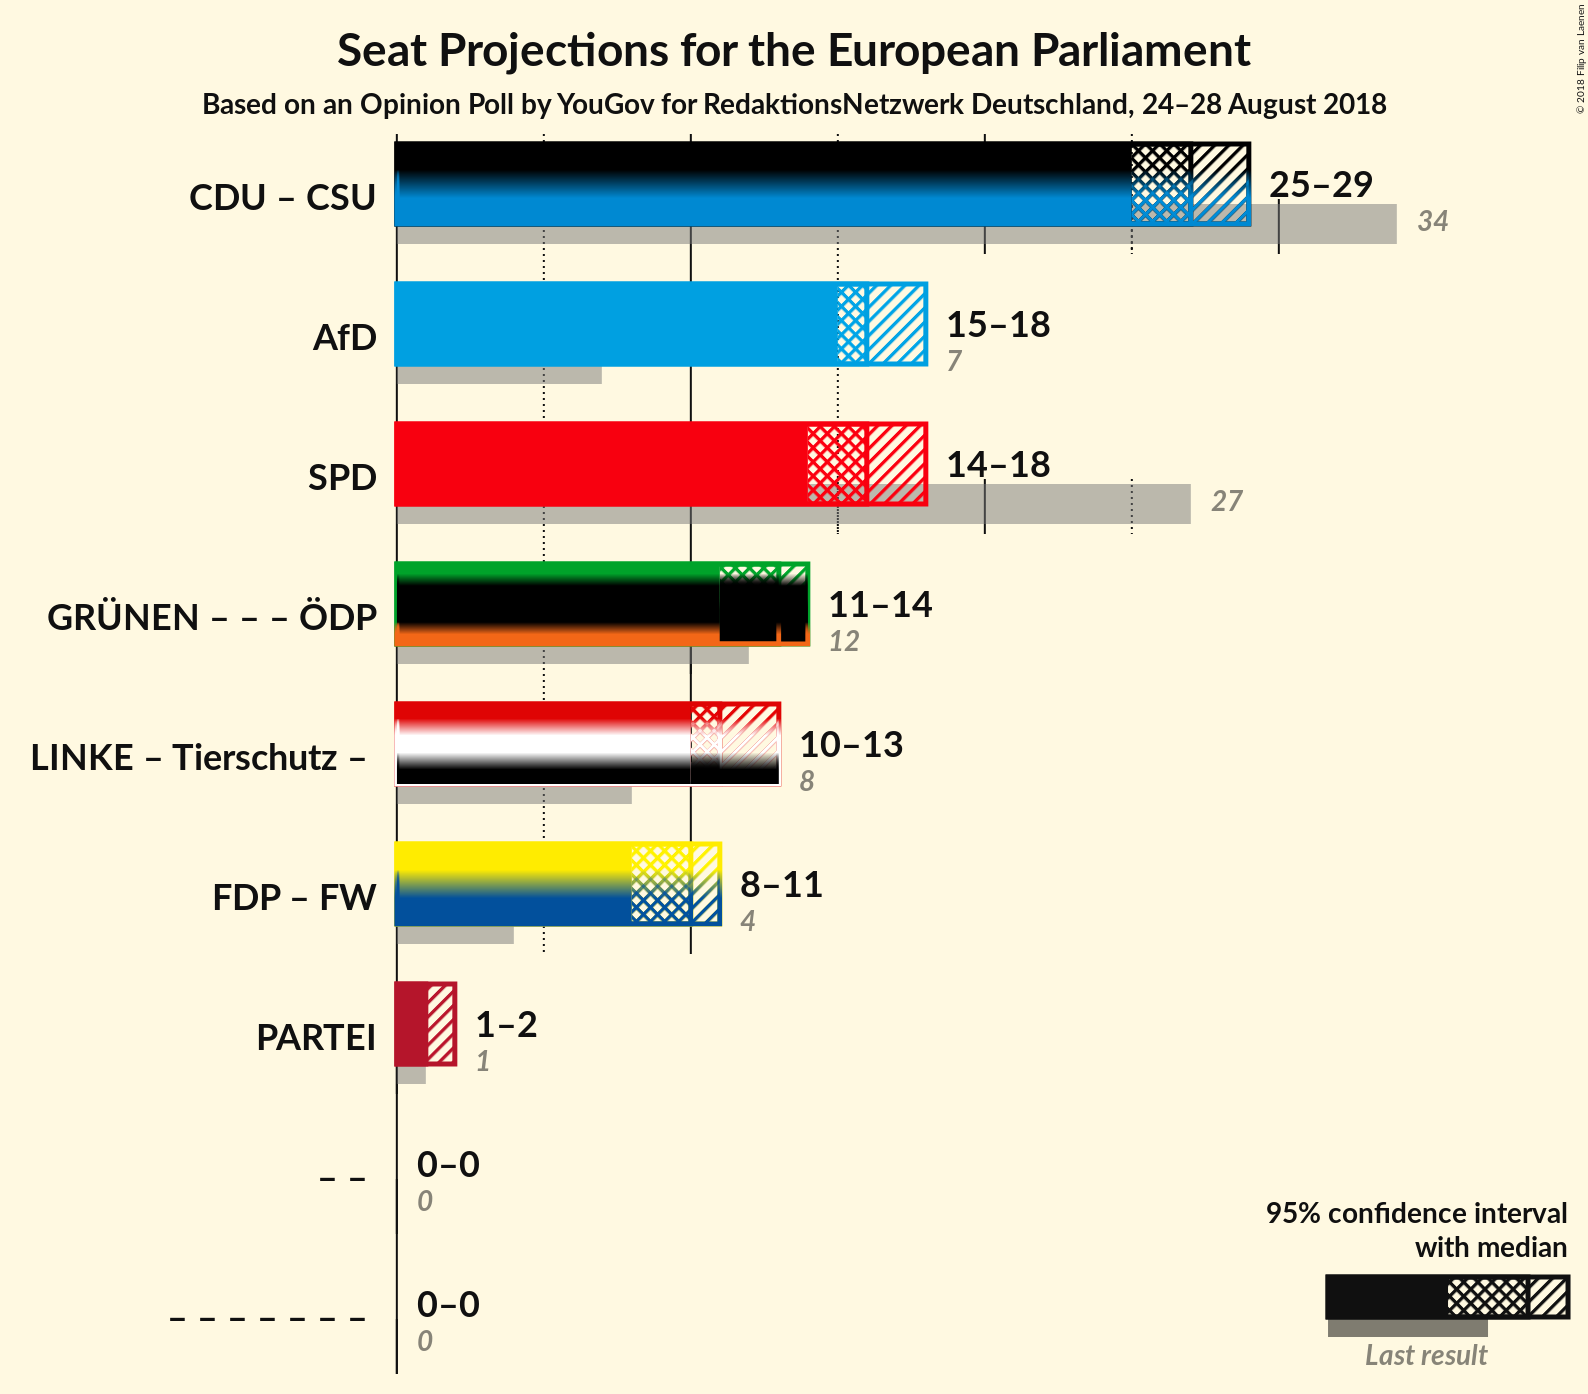 Seat Projections for the European Parliament
Based on an Opinion Poll by YouGov for RedaktionsNetzwerk Deutschland, 24–28 August 2018
© 2018 Filip van Laenen
CDU – CSU
25–29
34
AfD
15–18
7
SPD
14–18
27
GRÜNEN – – – ÖDP
11–14
12
LINKE – Tierschutz –
10–13
8
FDP – FW
8–11
4
PARTEI
1–2
1
– –
0–0
0
– – – – – – –
0–0
0
95% confidence interval
with median
Last result